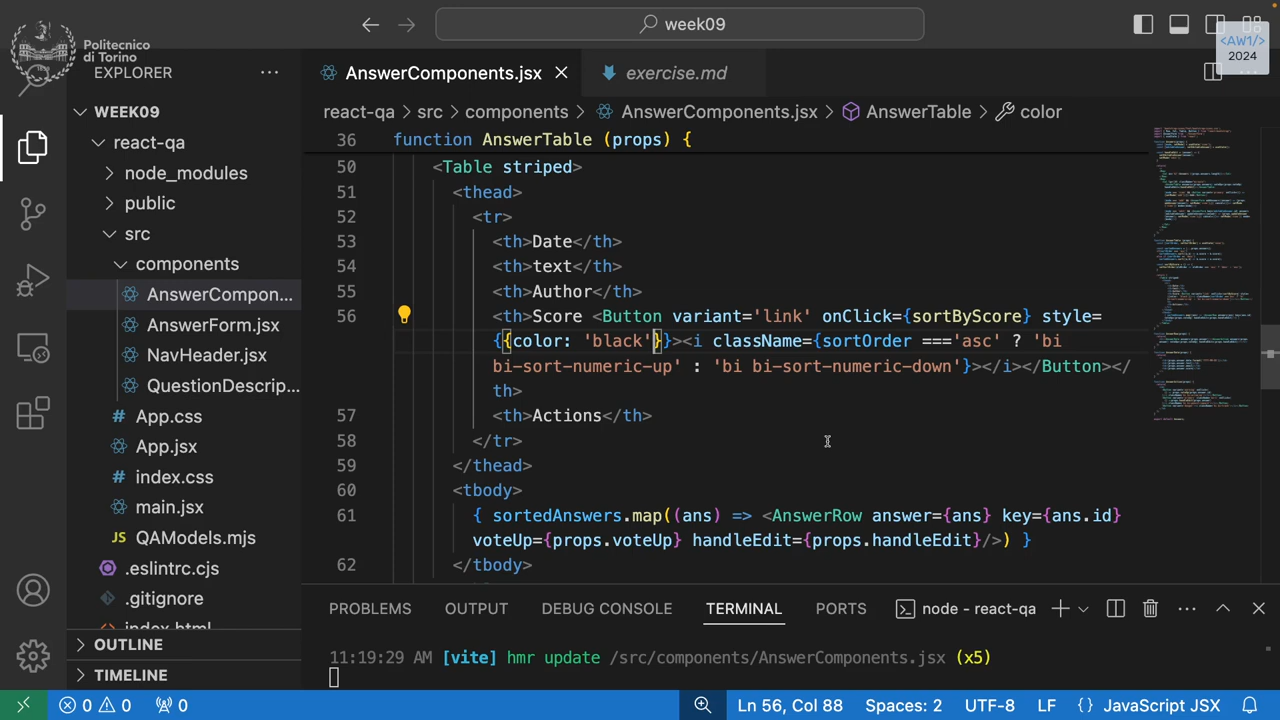 week09
Politecnico
di Torino
<AW1/>
2024
EXPLORER
AnswerComponents.jsx
exercise.md
WEEK09
react-qa > src > components > AnswerComponents.jsx > AnswerTable > color
react-qa
node_modules
public
src
components
AnswerCompon...
AnswerForm.jsx
NavHeader.jsx
QuestionDescrip...
App.css
App.jsx
index.css
main.jsx
JS QAModels.mjs
.eslintrc.cjs
.gitignore
index.html
OUTLINE
TIMELINE
36 function AnswerTable (props) {
50 <Table striped>
51 <thead>
52 <tr>
53 <th>Date</th>
54 <th>text</th>
55 <th>Author</th>
56 <th>Score <Button variant='link' onClick={sortByScore} style=
{{color: 'black'}}><i className={sortOrder ==='asc' ? 'bi
bi-sort-numeric-up' : 'bi bi-sort-numeric-down'}></i></Button></
th>
57 <th>Actions</th>
58 </tr>
59 </thead>
60 <tbody>
61 { sortedAnswers.map((ans) => <AnswerRow answer={ans} key={ans.id}
voteUp={props.voteUp} handleEdit={props.handleEdit}/>) }
62 </tbody>
PROBLEMS OUTPUT DEBUG CONSOLE TERMINAL PORTS node - react-qa
11:19:29 AM [vite] hmr update /src/components/AnswerComponents.jsx (x5)
0 0 0 Ln 56, Col 88 Spaces: 2 UTF-8 LF {} JavaScript JSX